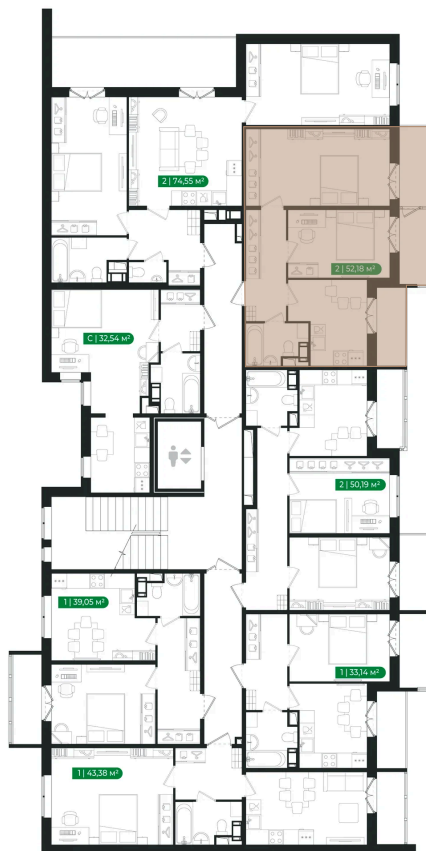 2 | 74,55 м²
2 | 52,18 м²
С | 32,54 м²
2 | 50,19 м²
1 | 39,05 м²
1 | 33,14 м²
1 | 43,38 м²